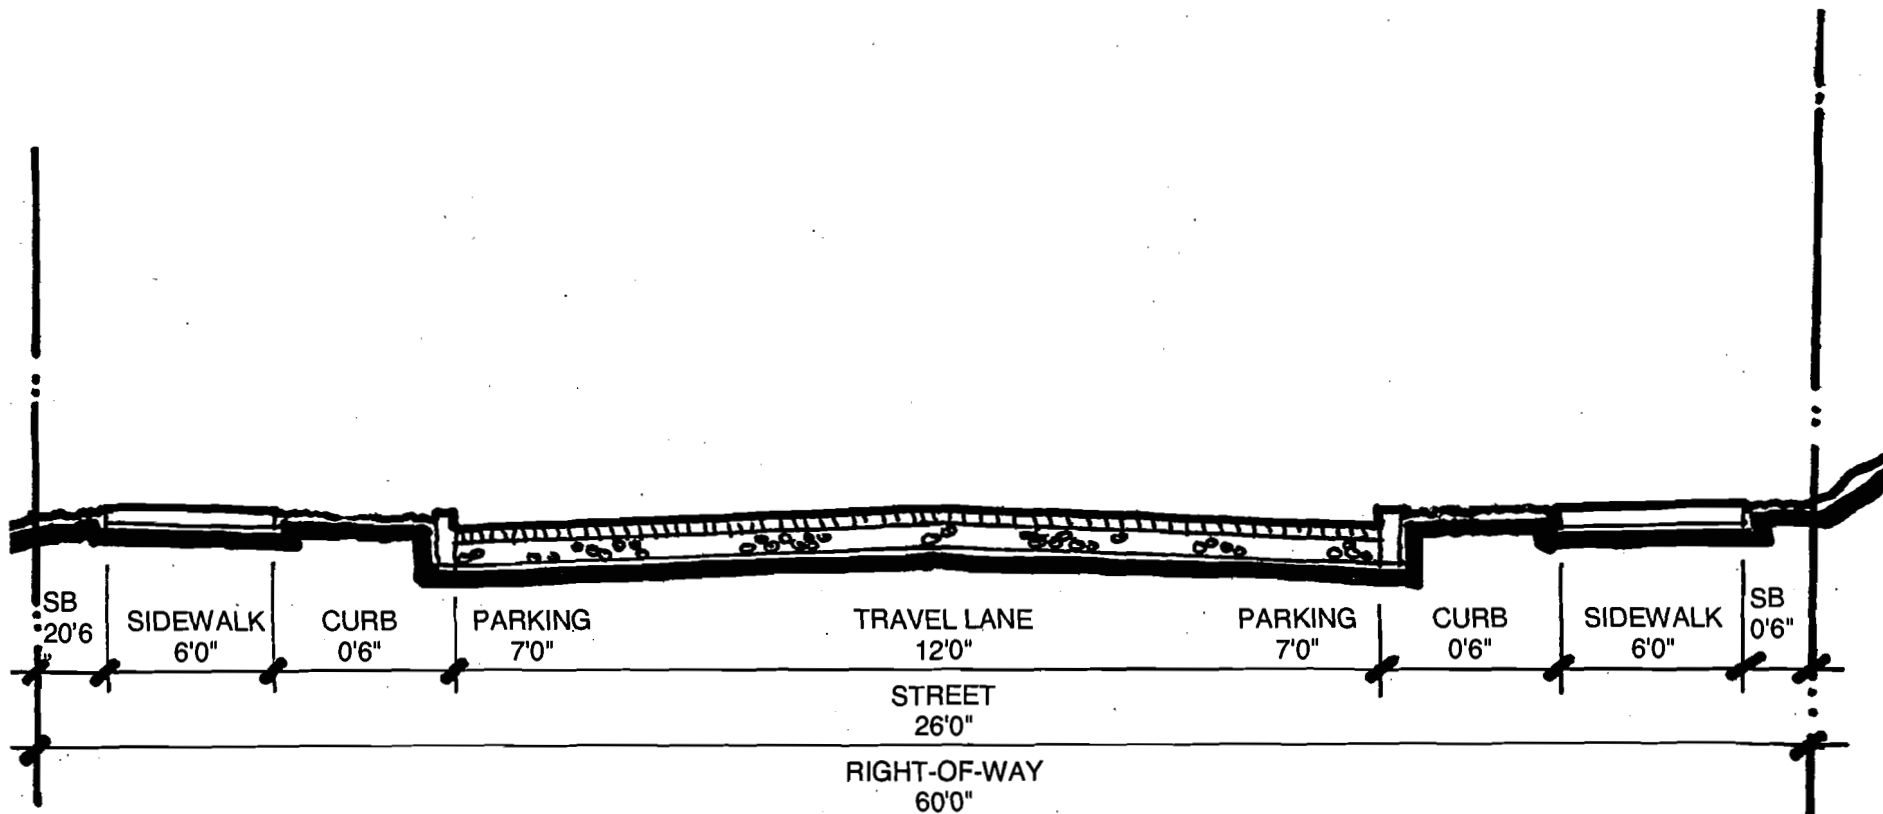 SB
20'6
"
SIDEWALK
6'0"
CURB
0'6"
PARKING
7'0"
TRAVEL LANE
12'0"
PARKING
7'0"
CURB
0'6"
SIDEWALK
6'0"
SB
0'6"
STREET
26'0"
RIGHT-OF-WAY
60'0"